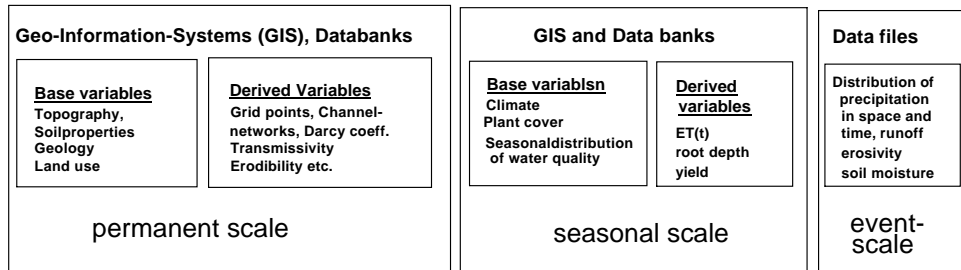 Geo-Information-Systems (GIS), Databanks
Base variables
Topography,
Soilproperties
Geology
Land use
Derived Variables
Grid points, Channel-
networks, Darcy coeff.
Transmissivity
Erodibility etc.
permanent scale
GIS and Data banks
Base variablsn
Climate
Plant cover
Seasonaldistribution
of water quality
Derived
variables
ET(t)
root depth
yield
seasonal scale
Data files
Distribution of
precipitation
in space and
time, runoff
erosivity
soil moisture
event-
scale